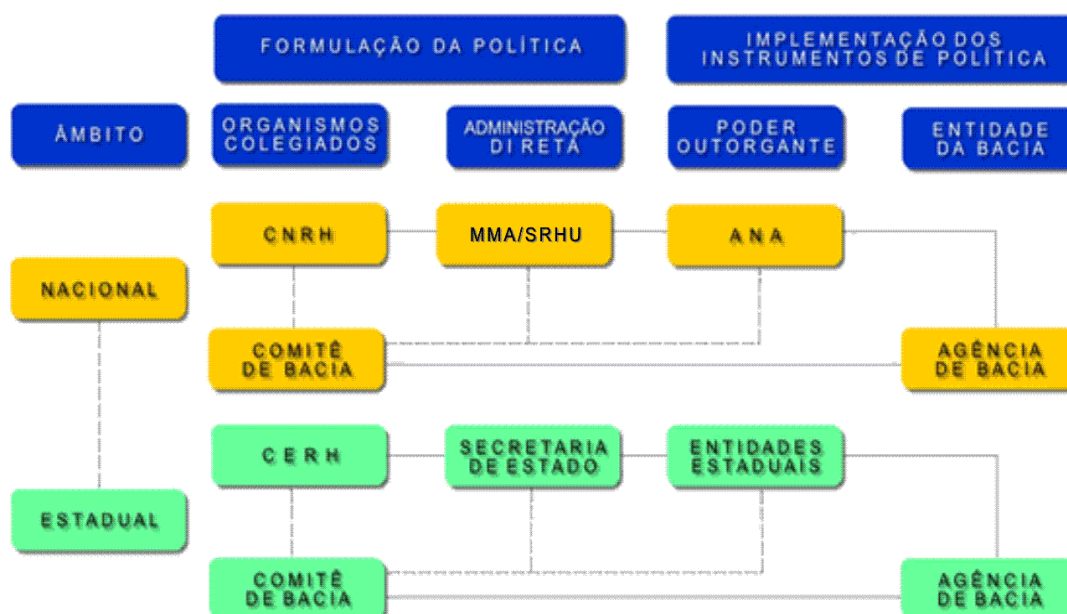 FORMULAÇÃO DA POLÍTICA
IMPLEMENTAÇÃO DOS
INSTRUMENTOS DE POLÍTICA
ÂMBITO
ORGANISMOS
COLEGIADOS
ADMINISTRAÇÃO
DIRETA
PODER
OUTORGANTE
ENTIDADE
DA BACIA
CNRH
MMA/SRHU
ANA
NACIONAL
COMITÊ
DE BACIA
AGÊNCIA
DE BACIA
CERH
SECRETARIA
DE ESTADO
ENTIDADES
ESTADUAIS
ESTADUAL
COMITÊ
DE BACIA
AGÊNCIA
DE BACIA